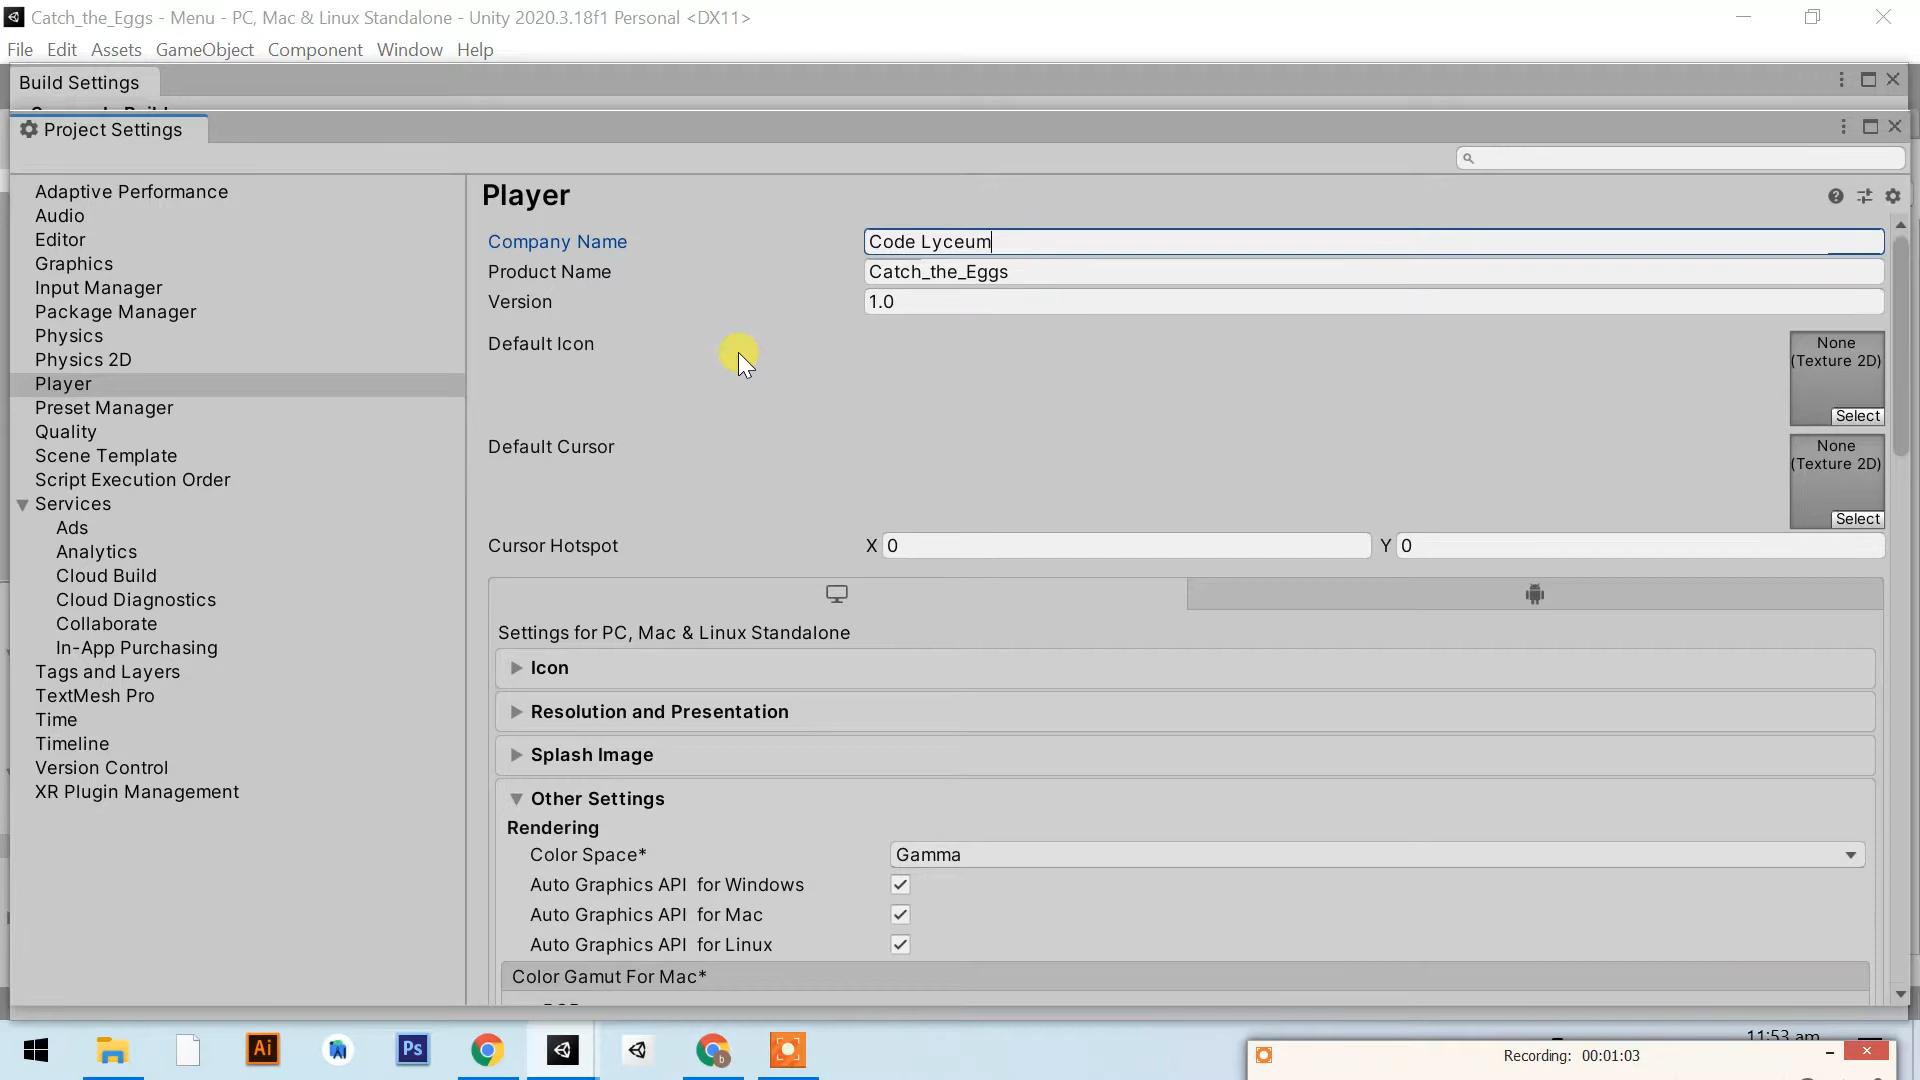 Catch_the_Eggs - Menu - PC, Mac & Linux Standalone - Unity 2020.3.18f1 Personal <DX11>
File Edit Assets GameObject Component Window Help
Build Settings
Project Settings
Adaptive Performance
Audio
Editor
Graphics
Input Manager
Package Manager
Physics
Physics 2D
Player
Preset Manager
Quality
Scene Template
Script Execution Order
Services
Ads
Analytics
Cloud Build
Cloud Diagnostics
Collaborate
In-App Purchasing
Tags and Layers
TextMesh Pro
Time
Timeline
Version Control
XR Plugin Management
Player
Company Name Code Lyceum
Product Name Catch_the_Eggs
Version 1.0
Default Icon
None
(Texture 2D)
Select
Default Cursor
None
(Texture 2D)
Select
Cursor Hotspot X 0 Y 0
Settings for PC, Mac & Linux Standalone
Icon
Resolution and Presentation
Splash Image
Other Settings
Rendering
Color Space* Gamma
Auto Graphics API for Windows
Auto Graphics API for Mac
Auto Graphics API for Linux
Color Gamut For Mac*
Ai
Ps
b
11:53 am
Recording: 00:01:03